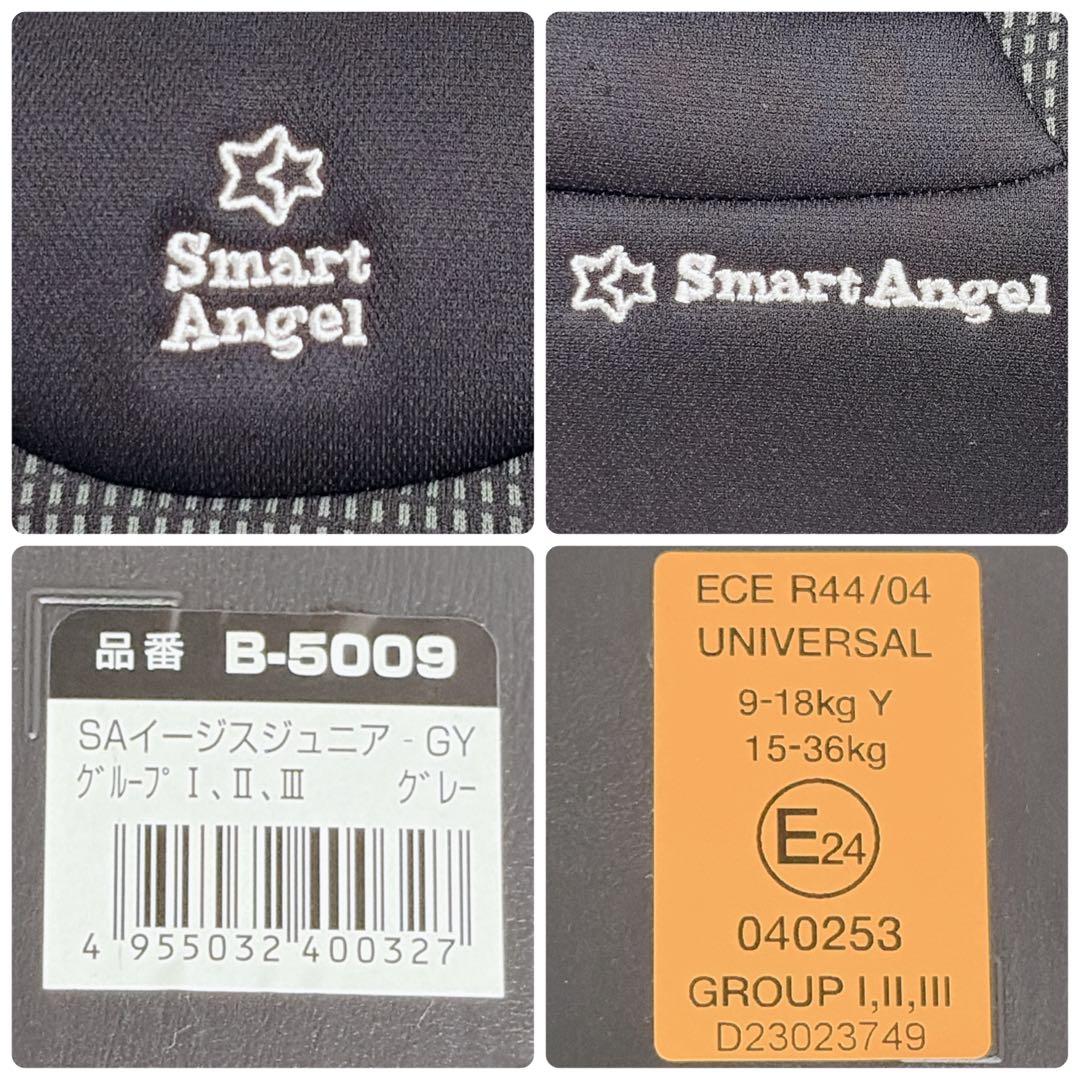 Smart
Angel
Smart Angel
品番 B-5009
SAイージスジュニア - GY
グループ I、II、III グレー
4 955032 400327
ECE R44/04
UNIVERSAL
9-18kg Y
15-36kg
E24
040253
GROUP I,II,III
D23023749